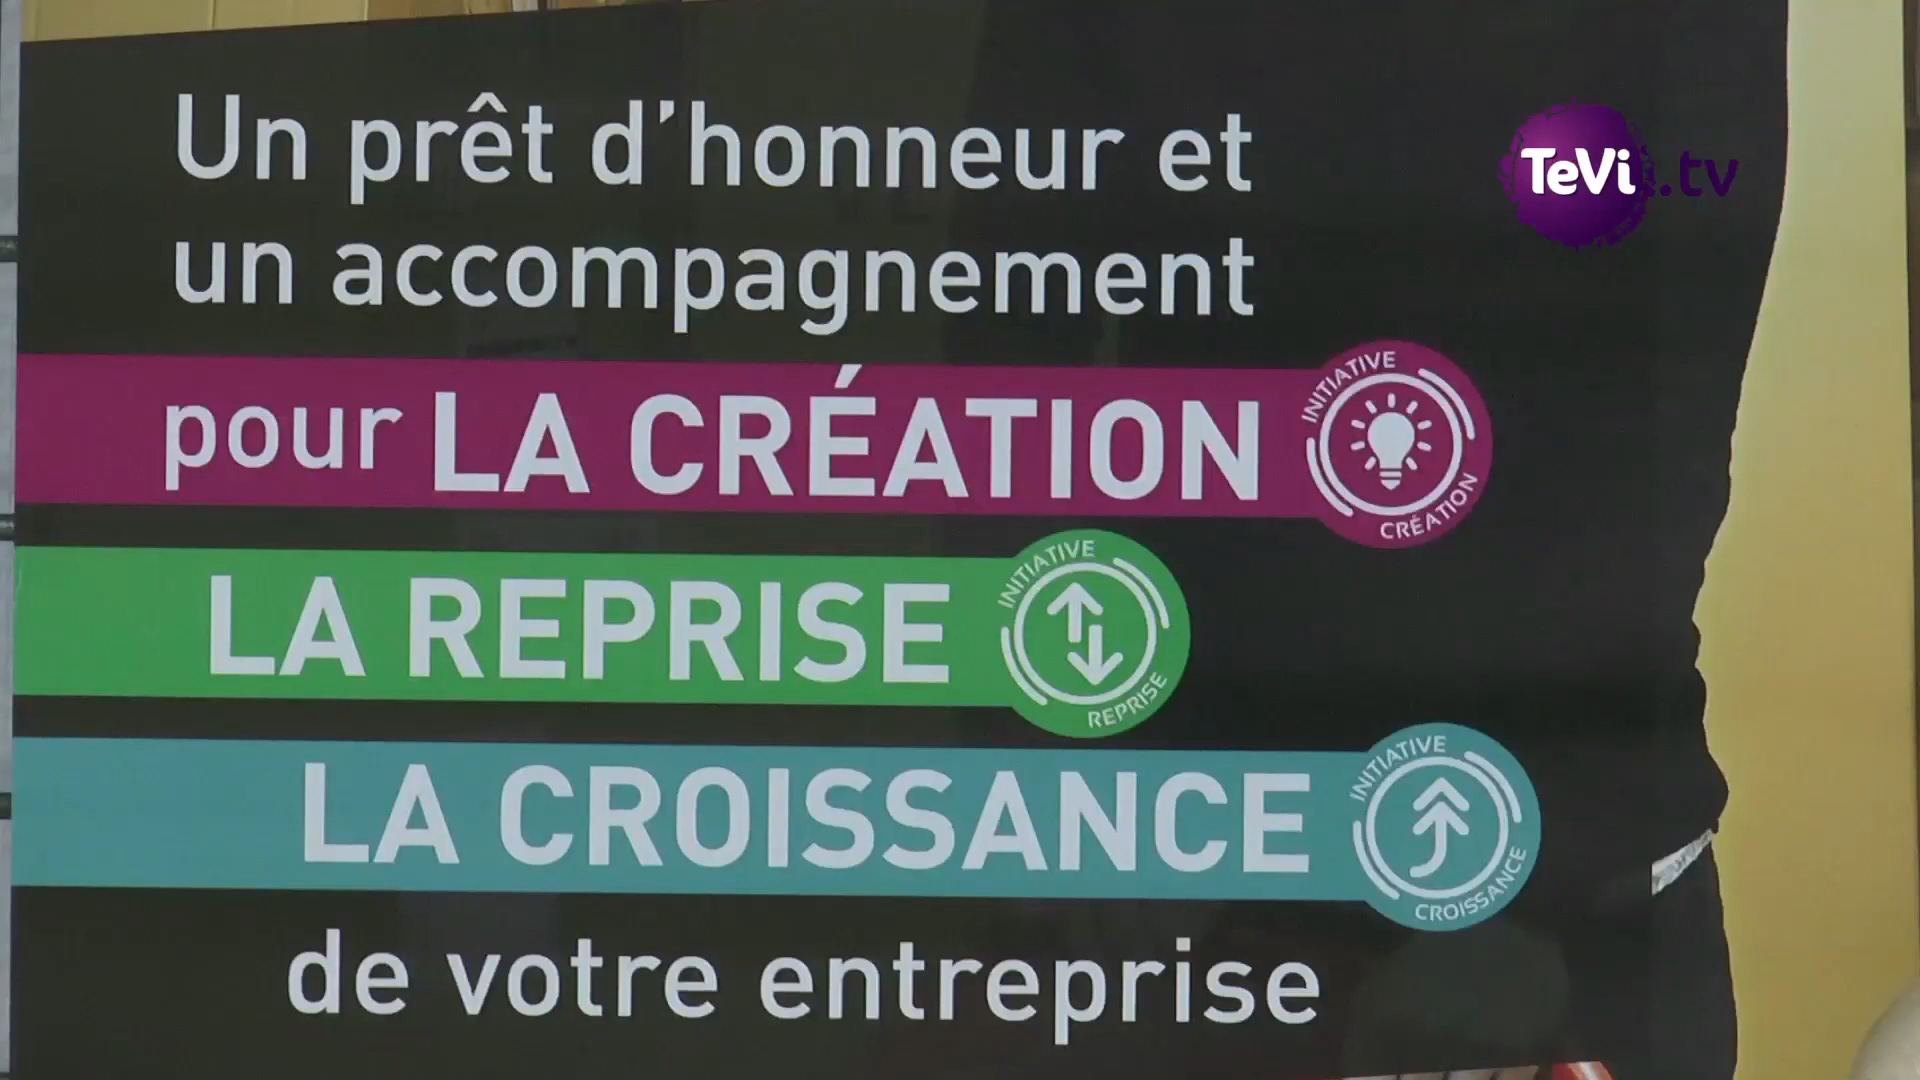 Un prêt d'honneur et
un accompagnement
pour LA CRÉATION
INITIATIVE
CRÉATION
LA REPRISE
INITIATIVE
REPRISE
LA CROISSANCE
INITIATIVE
CROISSANCE
de votre entreprise
TeVi.tv